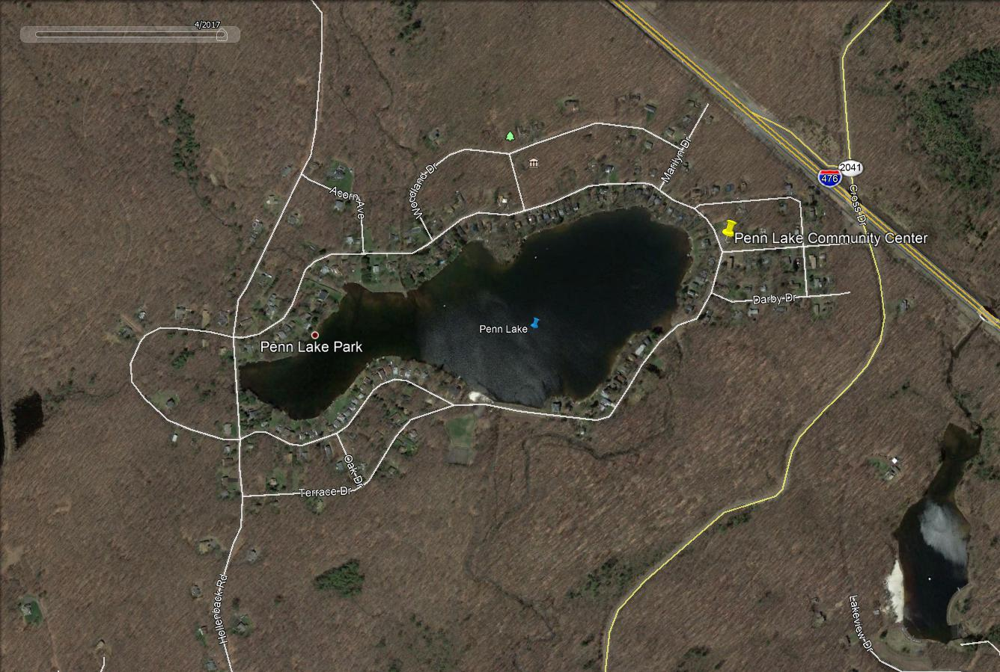 4/2017
2041
476
Marilyn Dr
Woodland Dr
Acorn Ave
Cross Dr
Penn Lake Community Center
Darby Dr
Penn Lake
Penn Lake Park
Oak Dr
Terrace Dr
Hollerback Rd
Lakeview Dr